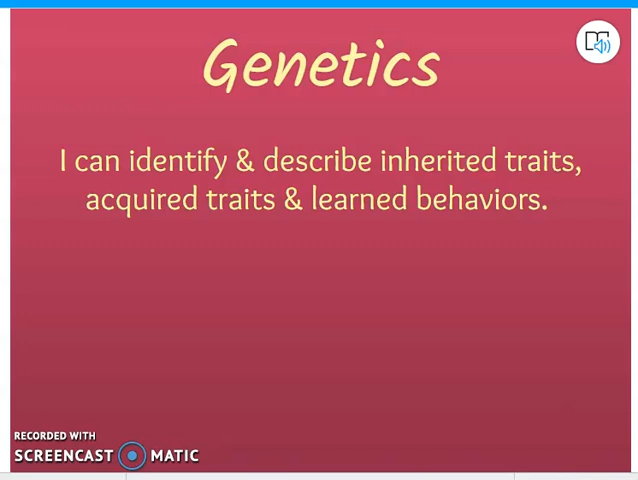 Genetics
I can identify & describe inherited traits,
acquired traits & learned behaviors.
RECORDED WITH
SCREENCAST MATIC